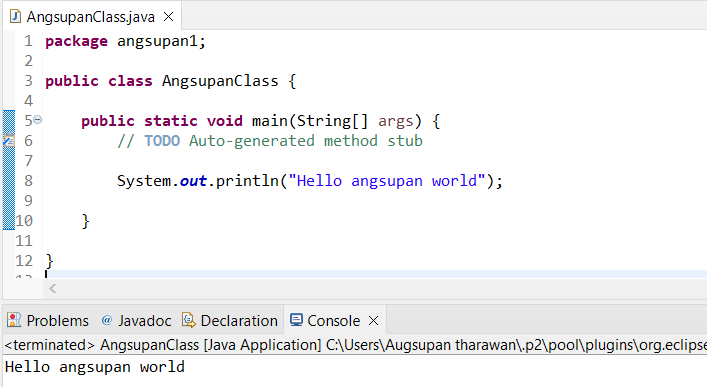 AngsupanClass.java
1 package angsupan1;
2
3 public class AngsupanClass {
4
5 public static void main(String[] args) {
6 // TODO Auto-generated method stub
7
8 System.out.println("Hello angsupan world");
9
10 }
11
12 }
Problems @ Javadoc Declaration Console
<terminated> AngsupanClass [Java Application] C:\Users\Augsupan tharawan\.p2\pool\plugins\org.eclipse
Hello angsupan world